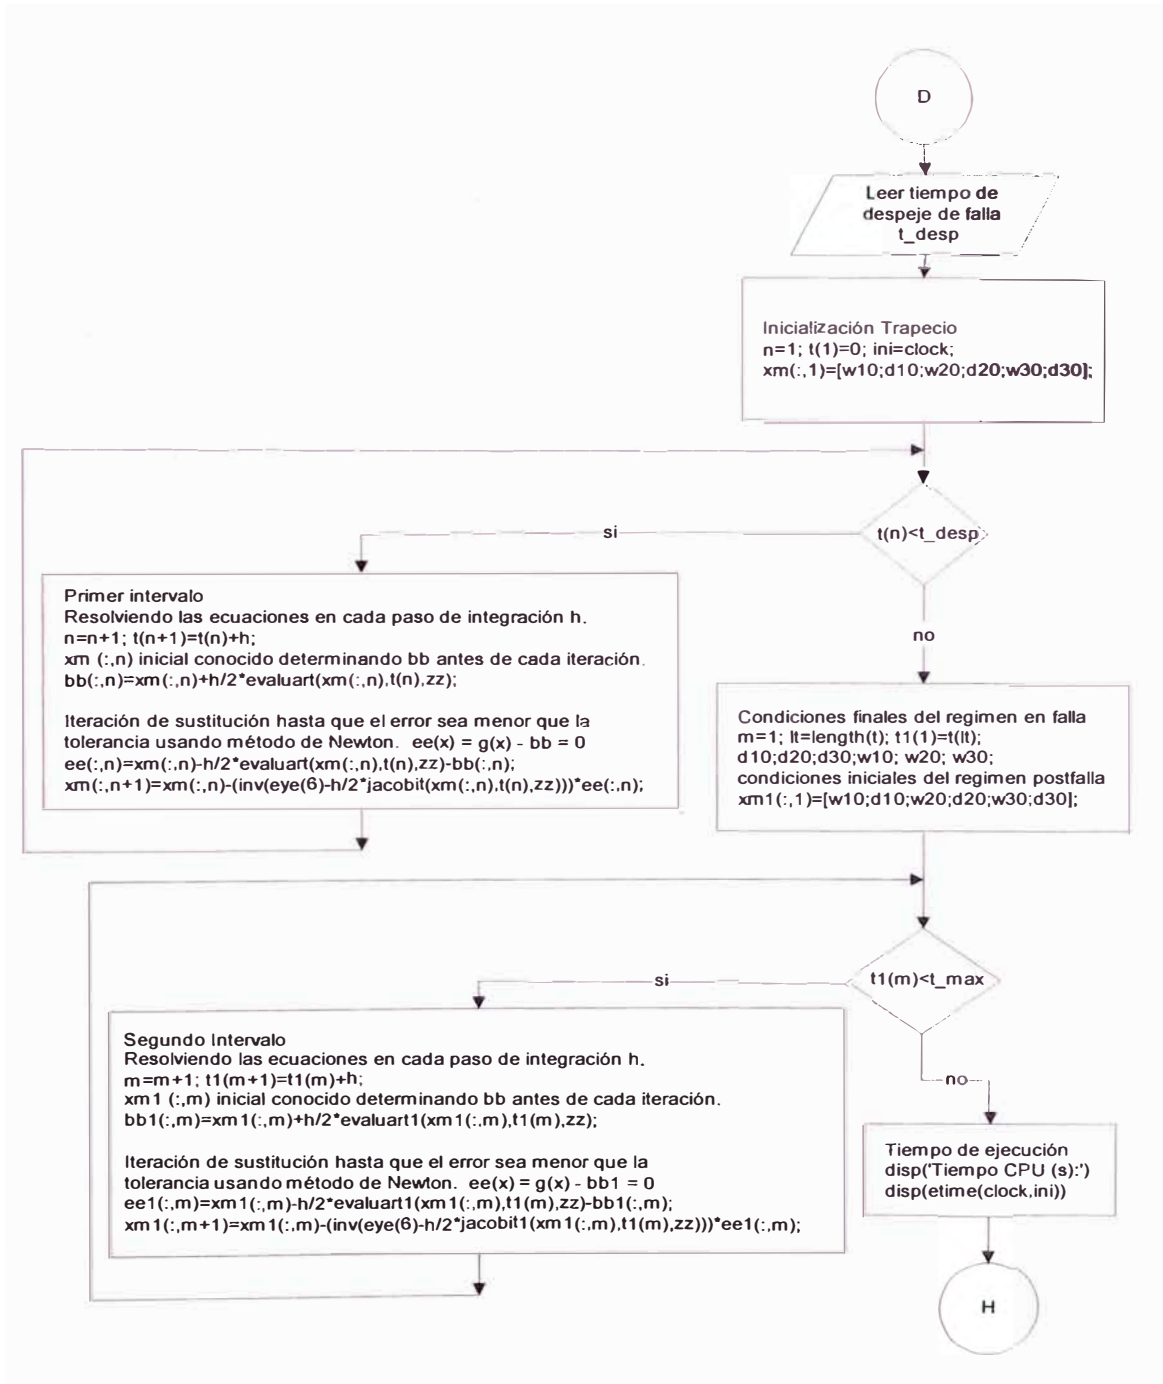 D
Leer tiempo de
despeje de falla
t_desp
Inicialización Trapecio
n=1; t(1)=0; ini=clock;
xm(:,1)=[w10;d10;w20;d20;w30;d30];
t(n)<t_desp
si
no
Primer intervalo
Resolviendo las ecuaciones en cada paso de integración h.
n=n+1; t(n+1)=t(n)+h;
xm (:,n) inicial conocido determinando bb antes de cada iteración.
bb(:,n)=xm(:,n)+h/2*evaluart(xm(:,n),t(n),zz);
Iteración de sustitución hasta que el error sea menor que la
tolerancia usando método de Newton.  ee(x) = g(x) - bb = 0
ee(:,n)=xm(:,n)-h/2*evaluart(xm(:,n),t(n),zz)-bb(:,n);
xm(:,n+1)=xm(:,n)-(inv(eye(6)-h/2*jacobit(xm(:,n),t(n),zz)))*ee(:,n);
Condiciones finales del regimen en falla
m=1; lt=length(t); t1(1)=t(lt);
d10;d20;d30;w10; w20; w30;
condiciones iniciales del regimen postfalla
xm1(:,1)=[w10;d10;w20;d20;w30;d30];
t1(m)<t_max
si
no
Segundo Intervalo
Resolviendo las ecuaciones en cada paso de integración h.
m=m+1; t1(m+1)=t1(m)+h;
xm1 (:,m) inicial conocido determinando bb antes de cada iteración.
bb1(:,m)=xm1(:,m)+h/2*evaluart1(xm1(:,m),t1(m),zz);
Iteración de sustitución hasta que el error sea menor que la
tolerancia usando método de Newton.  ee(x) = g(x) - bb1 = 0
ee1(:,m)=xm1(:,m)-h/2*evaluart1(xm1(:,m),t1(m),zz)-bb1(:,m);
xm1(:,m+1)=xm1(:,m)-(inv(eye(6)-h/2*jacobit1(xm1(:,m),t1(m),zz)))*ee1(:,m);
Tiempo de ejecución
disp('Tiempo CPU (s):')
disp(etime(clock,ini))
H